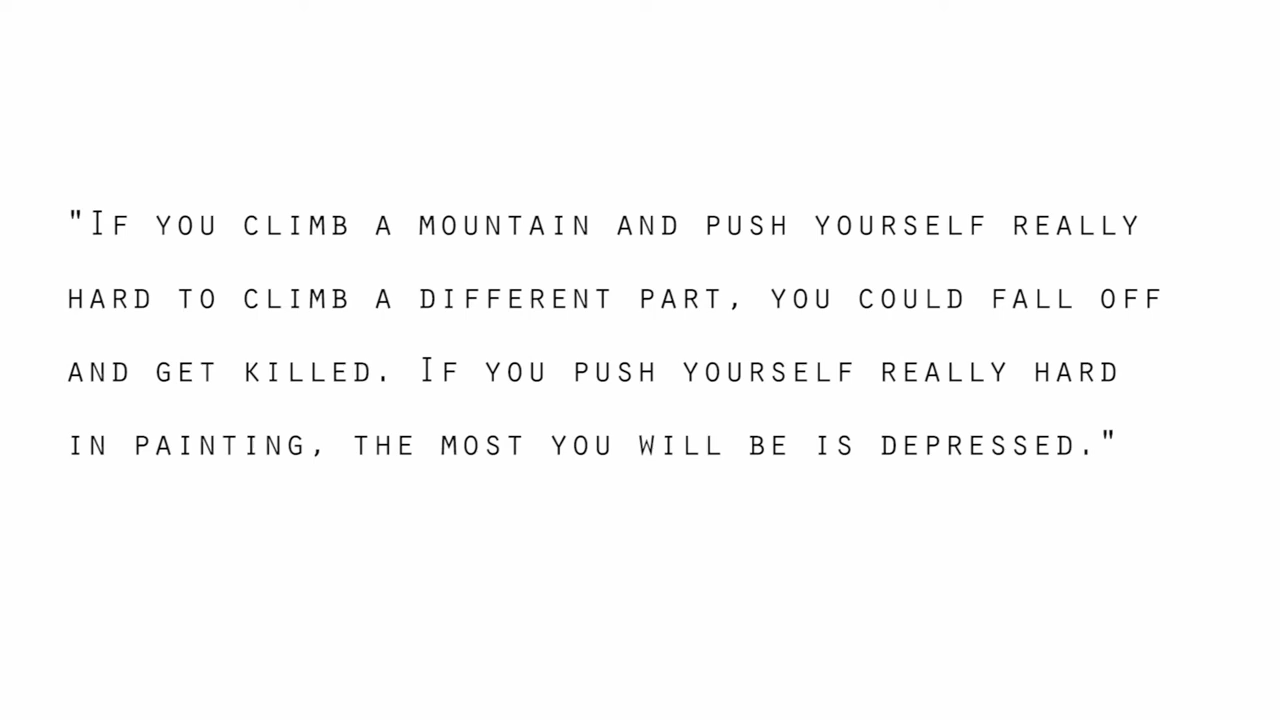 "If you climb a mountain and push yourself really
hard to climb a different part, you could fall off
and get killed. If you push yourself really hard
in painting, the most you will be is depressed."